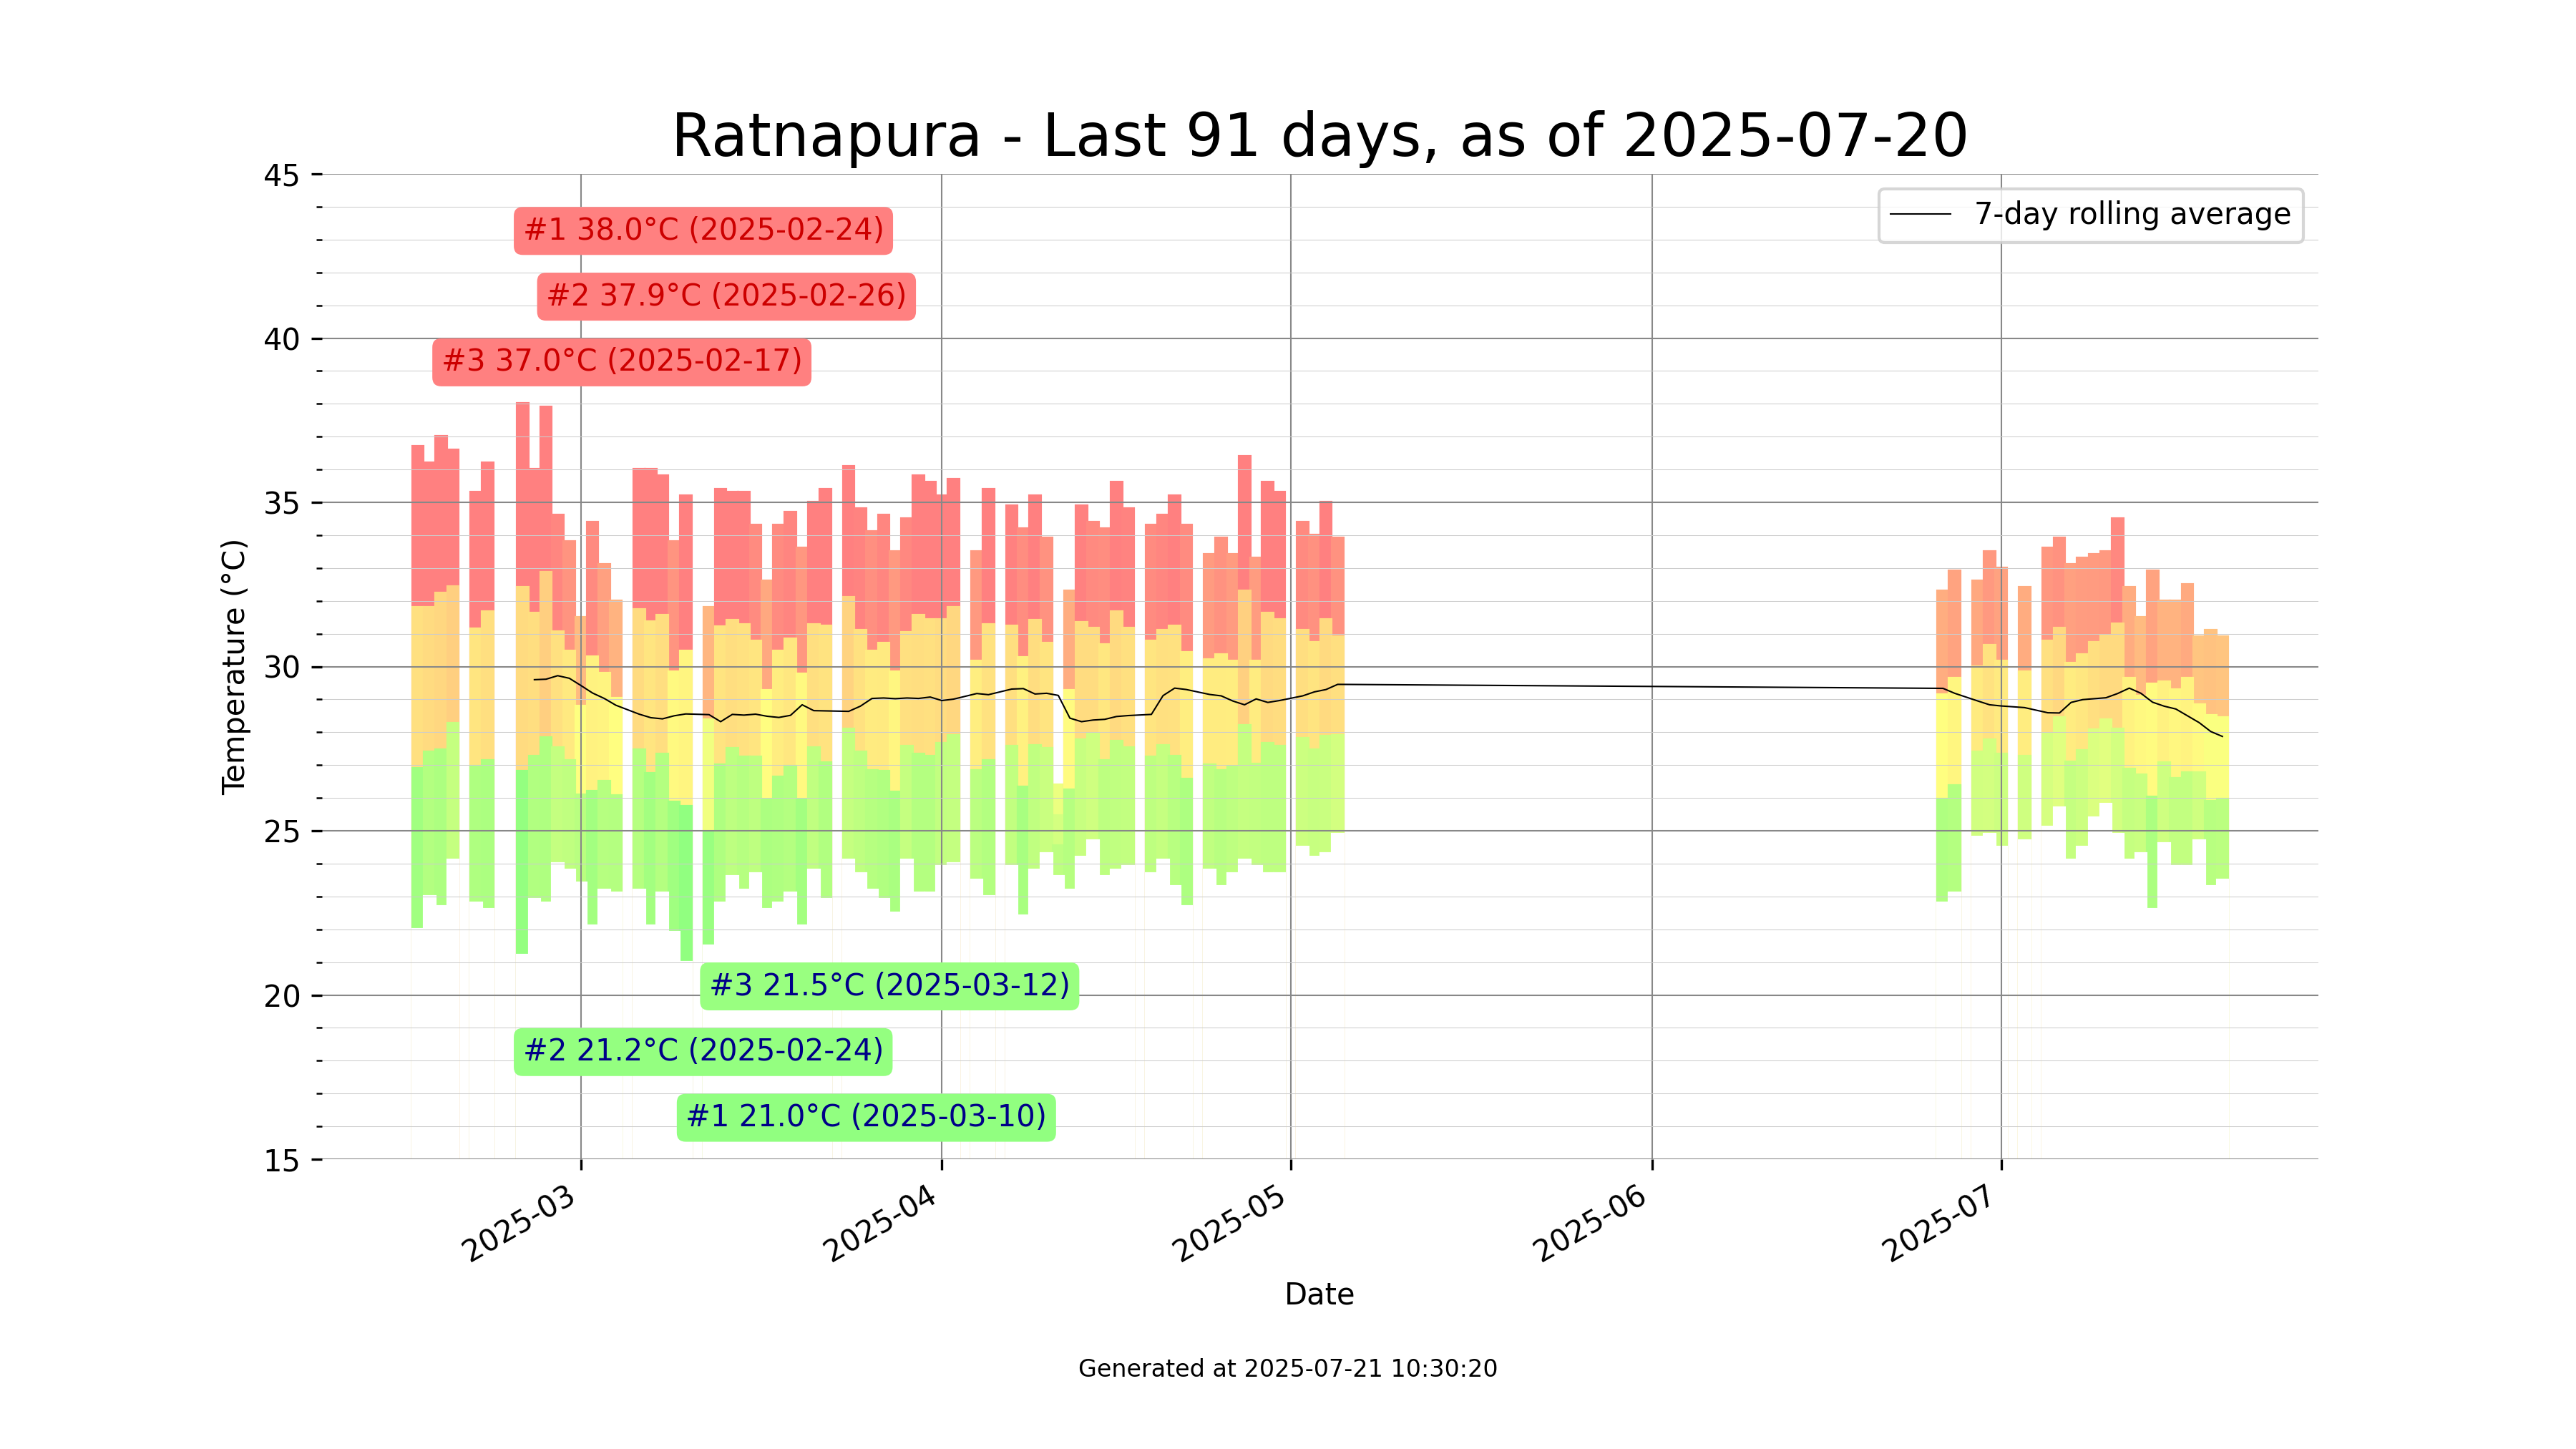 Ratnapura - Last 91 days, as of 2025-07-20
45
40
35
30
25
20
15
Temperature (°C)
7-day rolling average
#1 38.0°C (2025-02-24)
#2 37.9°C (2025-02-26)
#3 37.0°C (2025-02-17)
#3 21.5°C (2025-03-12)
#2 21.2°C (2025-02-24)
#1 21.0°C (2025-03-10)
2025-03
2025-04
2025-05
2025-06
2025-07
Date
Generated at 2025-07-21 10:30:20